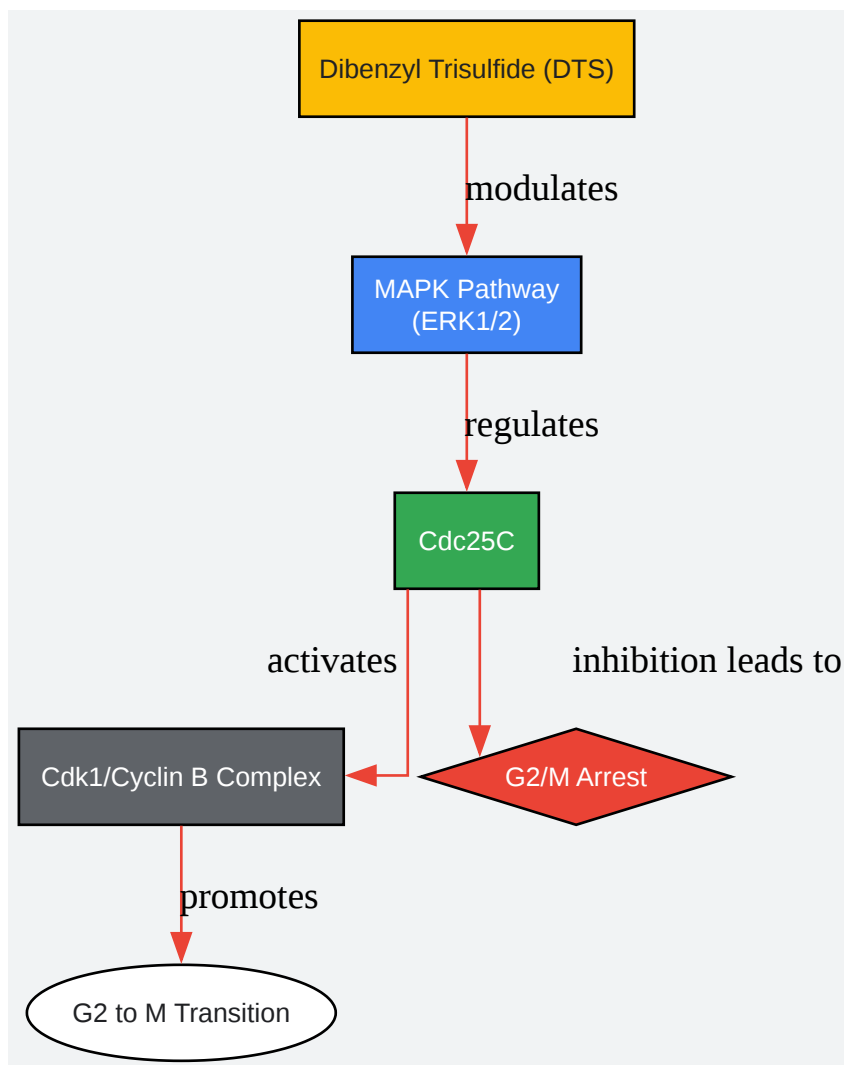 Dibenzyl Trisulfide (DTS)
modulates
MAPK Pathway
(ERK1/2)
regulates
Cdc25C
activates
inhibition leads to
Cdk1/Cyclin B Complex
G2/M Arrest
promotes
G2 to M Transition